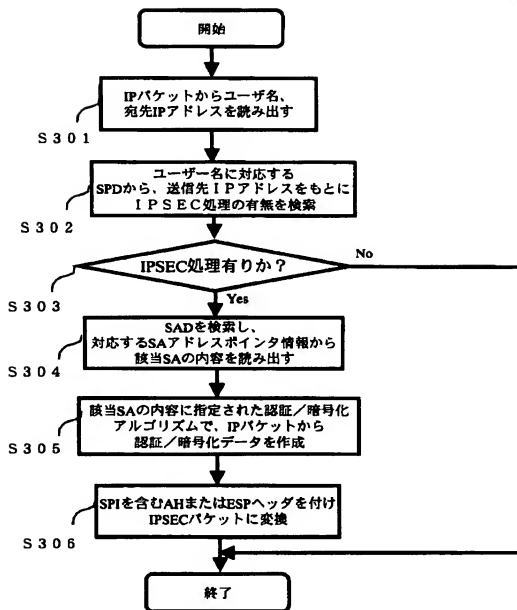 開始
IPパケットからユーザ名、
宛先IPアドレスを読み出す
S301
ユーザー名に対応する
SPDから、送信先IPアドレスをもとに
IPSEC処理の有無を検索
S302
IPSEC処理有りか？
No
S303
Yes
SADを検索し、
対応するSAアドレスポインタ情報から
該当SAの内容を読み出す
S304
該当SAの内容に指定された認証／暗号化
アルゴリズムで、IPパケットから
認証／暗号化データを作成
S305
SPIを含むAHまたはESPヘッダを付け
IPSECパケットに変換
S306
終了